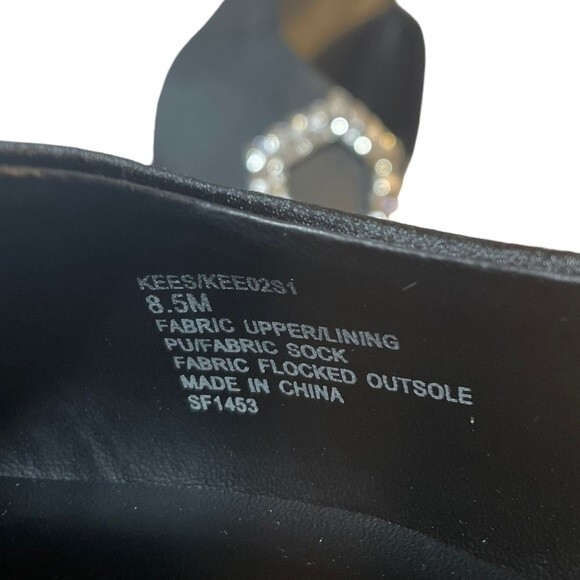 KEES/KEE02S1
8.5M
FABRIC UPPER/LINING
PU/FABRIC SOCK
FABRIC FLOCKED OUTSOLE
MADE IN CHINA
SF1453